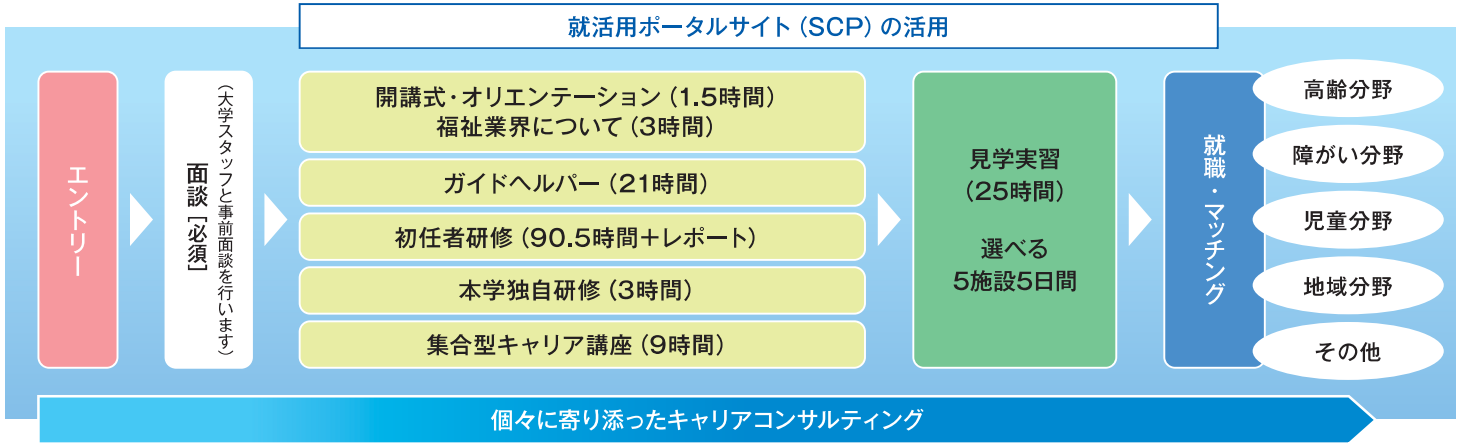 就活用ポータルサイト（SCP）の活用
エントリー
面談［必須］
（大学スタッフと事前面談を行います）
開講式・オリエンテーション（1.5時間）
福祉業界について（3時間）
ガイドヘルパー（21時間）
初任者研修（90.5時間＋レポート）
本学独自研修（3時間）
集合型キャリア講座（9時間）
見学実習
（25時間）
選べる
5施設5日間
就職・マッチング
高齢分野
障がい分野
児童分野
地域分野
その他
個々に寄り添ったキャリアコンサルティング